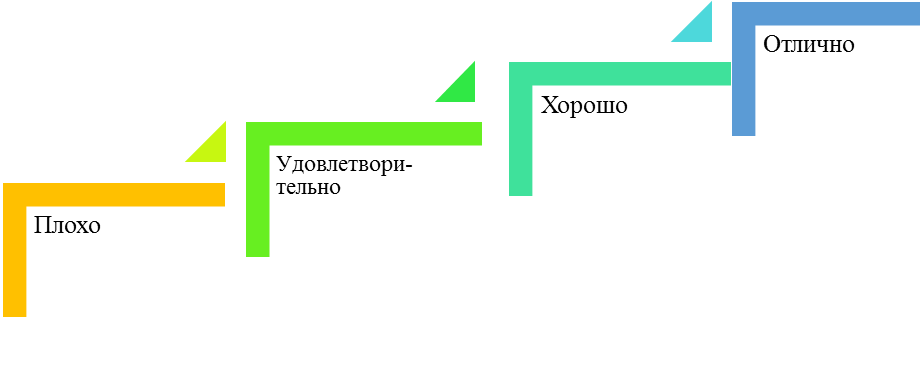 Отлично
Хорошо
Удовлетвори-
тельно
Плохо